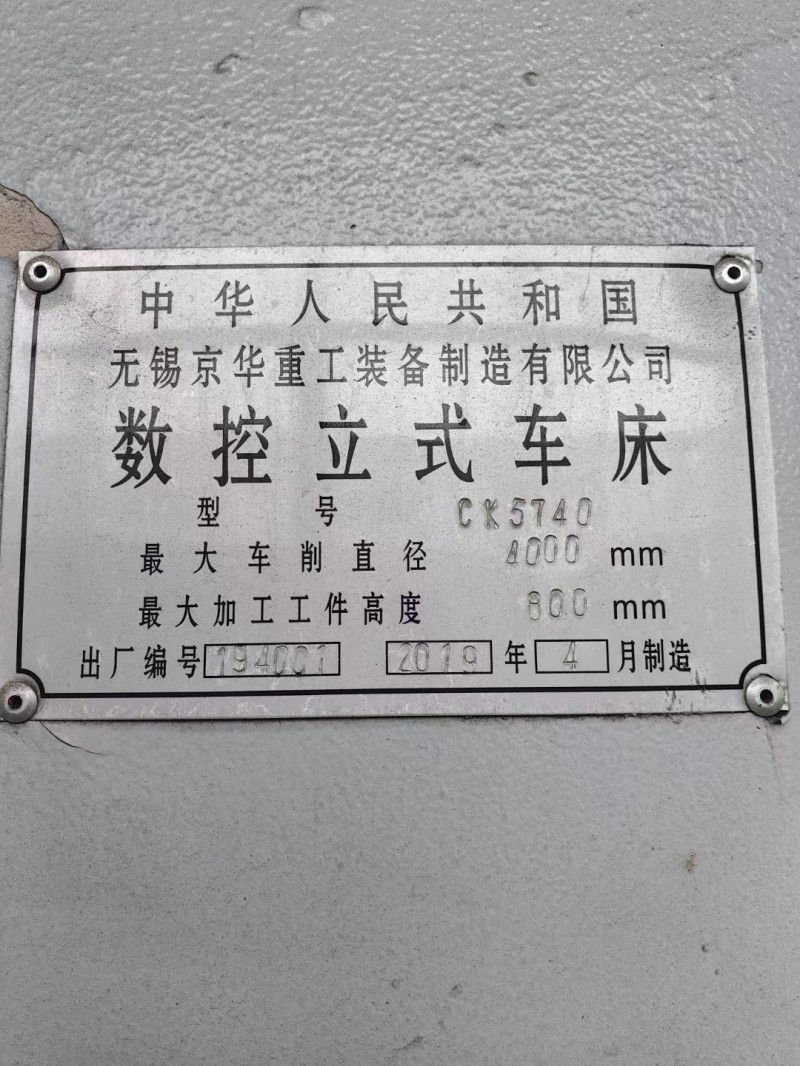 中华人民共和国
无锡京华重工装备制造有限公司
数控立式车床
型号 CK5740
最大车削直径 4000 mm
最大加工工件高度 800 mm
出厂编号 194001 2019 年 4 月制造